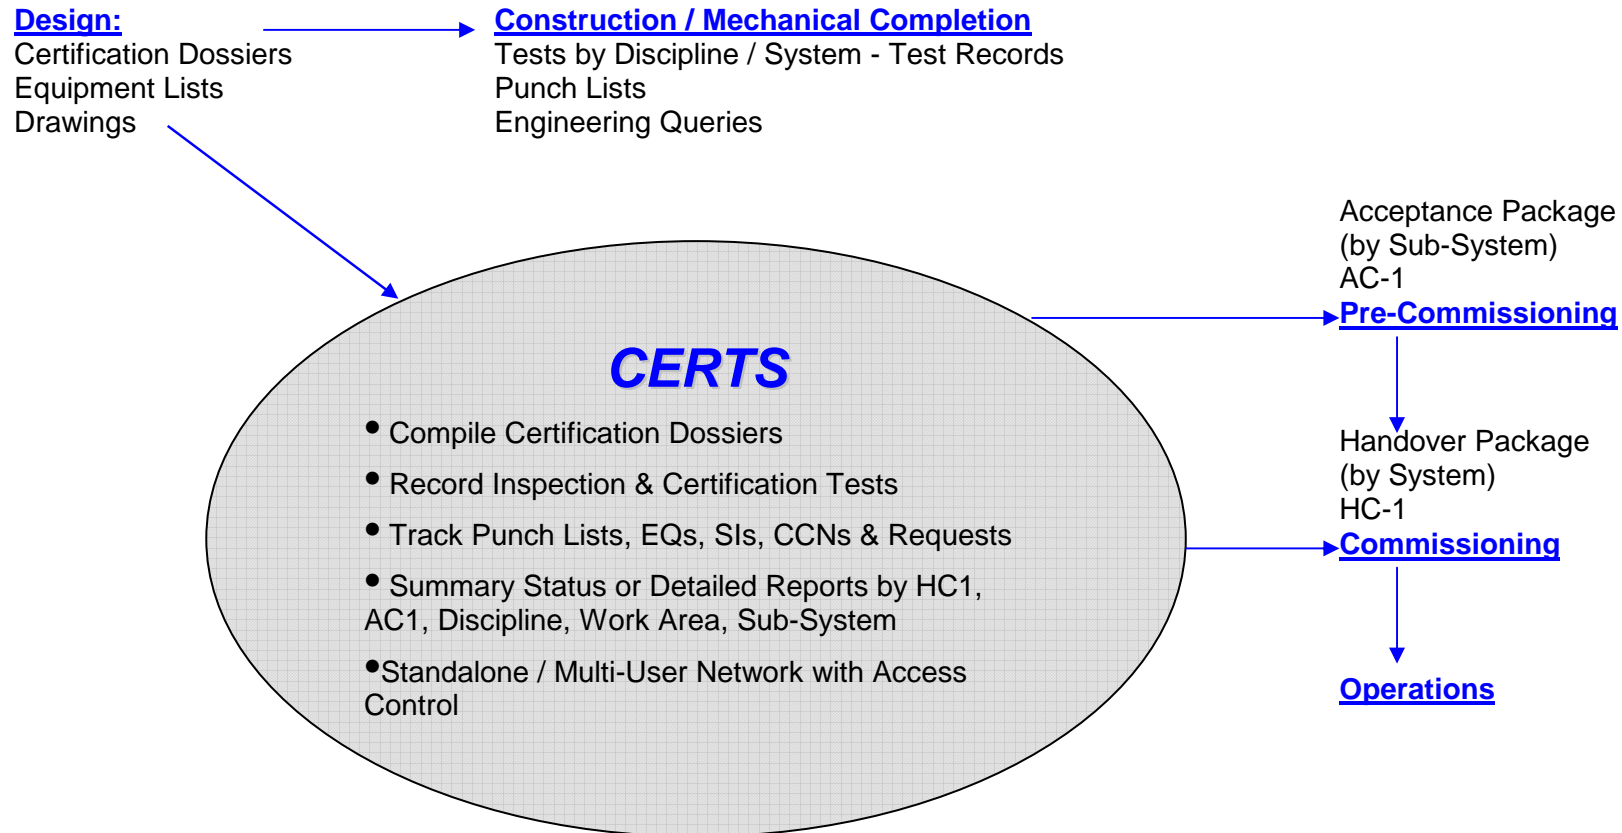 Design:
Certification Dossiers
Equipment Lists
Drawings
Construction / Mechanical Completion
Tests by Discipline / System - Test Records
Punch Lists
Engineering Queries
Acceptance Package
(by Sub-System)
AC-1
Pre-Commissioning
Handover Package
(by System)
HC-1
Commissioning
Operations
CERTS
• Compile Certification Dossiers
• Record Inspection & Certification Tests
• Track Punch Lists, EQs, SIs, CCNs & Requests
• Summary Status or Detailed Reports by HC1,
AC1, Discipline, Work Area, Sub-System
•Standalone / Multi-User Network with Access
Control